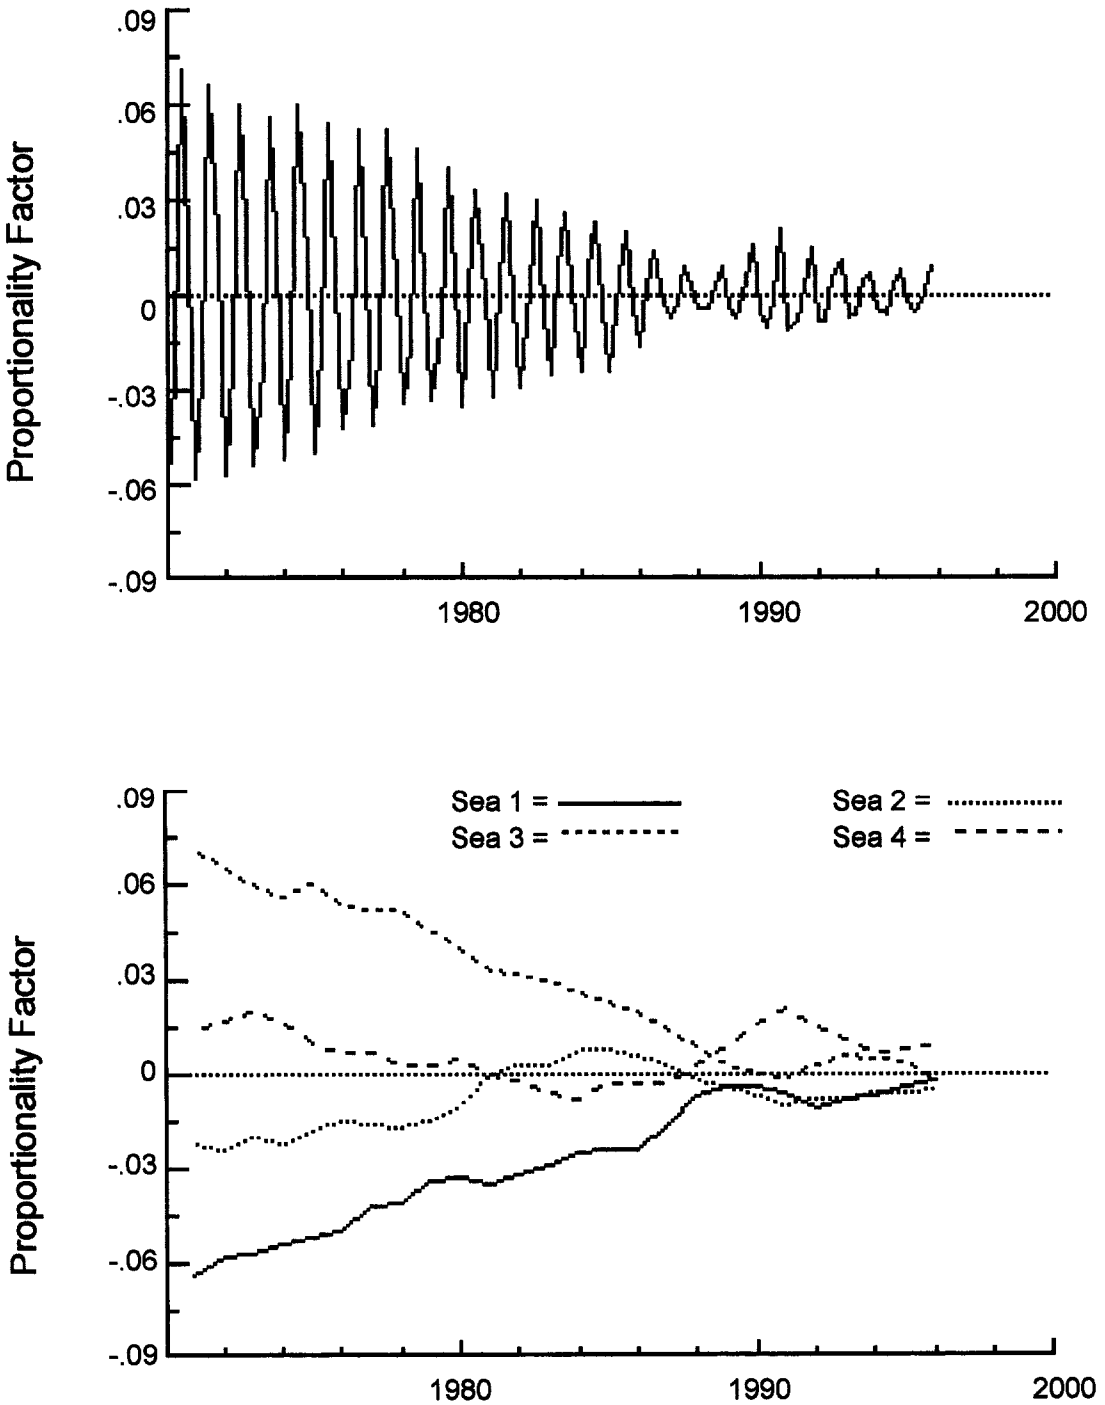 Proportionality Factor
.09
.06
.03
0
-.03
-.06
-.09
1980 1990 2000
Proportionality Factor
Sea 1 = Sea 2 =
Sea 3 = Sea 4 =
.09
.06
.03
0
-.03
-.06
-.09
1980 1990 2000